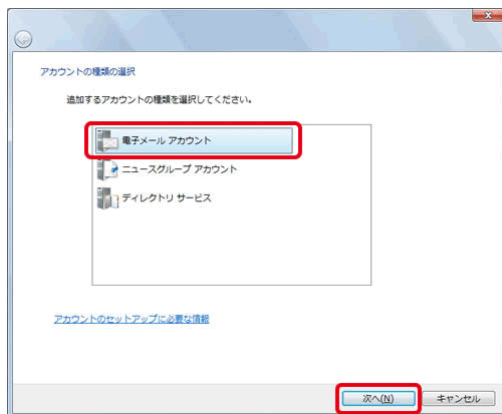 アカウントの種類の選択
追加するアカウントの種類を選択してください。
電子メール アカウント
ニュースグループ アカウント
ディレクトリ サービス
アカウントのセットアップに必要な情報
次へ(N)
キャンセル